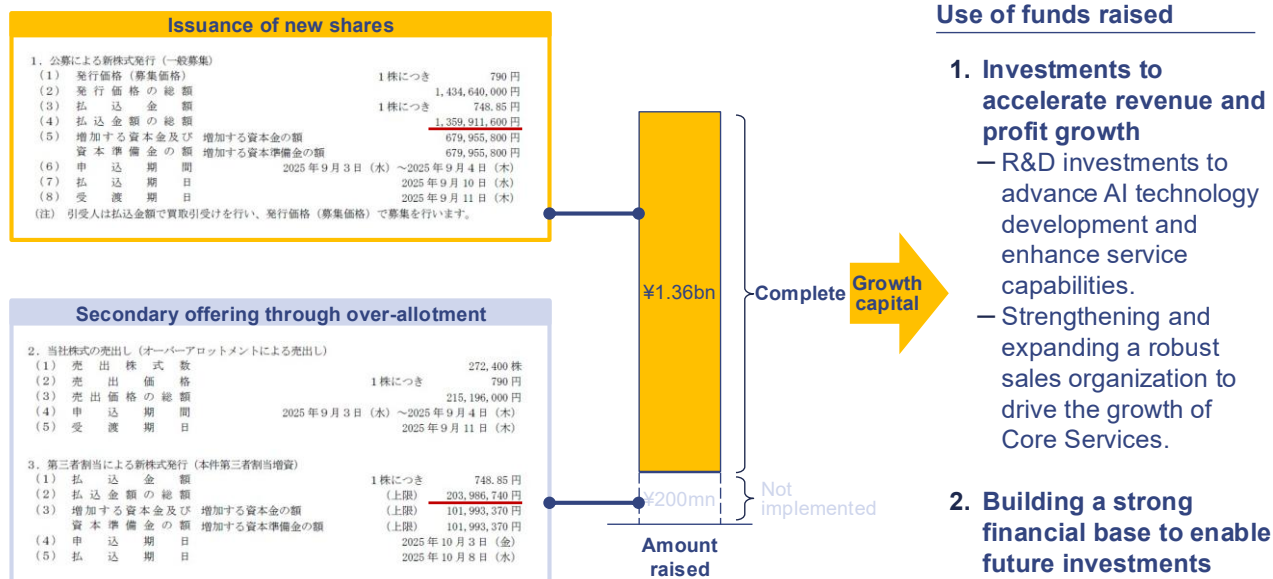 Issuance of new shares
1. 公募による新株式発行（一般募集）
(1) 発行価格（募集価格） 1株につき 790円
(2) 発行価格の総額 1,434,640,000円
(3) 払込金額 1株につき 748.85円
(4) 払込金額の総額 1,359,911,600円
(5) 増加する資本金及び 増加する資本金の額 679,955,800円
資本準備金の額 増加する資本準備金の額 679,955,800円
(6) 申込期間 2025年9月3日（水）～2025年9月4日（木）
(7) 払込期日 2025年9月10日（水）
(8) 受渡期日 2025年9月11日（木）
(注) 引受人は払込金額で買取引受けを行い、発行価格（募集価格）で募集を行います。
Secondary offering through over-allotment
2. 当社株式の売出し（オーバーアロットメントによる売出し）
(1) 売出株式数 272,400株
(2) 売出価格 1株につき 790円
(3) 売出価格の総額 215,196,000円
(4) 申込期間 2025年9月3日（水）～2025年9月4日（木）
(5) 受渡期日 2025年9月11日（木）
3. 第三者割当による新株式発行（本件第三者割当増資）
(1) 払込金額 1株につき 748.85円
(2) 払込金額の総額 （上限） 203,986,740円
(3) 増加する資本金及び 増加する資本金の額 （上限） 101,993,370円
資本準備金の額 増加する資本準備金の額 （上限） 101,993,370円
(4) 申込期日 2025年10月3日（金）
(5) 払込期日 2025年10月8日（水）
¥1.36bn
Complete
¥200mn
Not
implemented
Amount
raised
Growth
capital
Use of funds raised
1. Investments to
accelerate revenue and
profit growth
– R&D investments to
advance AI technology
development and
enhance service
capabilities.
– Strengthening and
expanding a robust
sales organization to
drive the growth of
Core Services.
2. Building a strong
financial base to enable
future investments